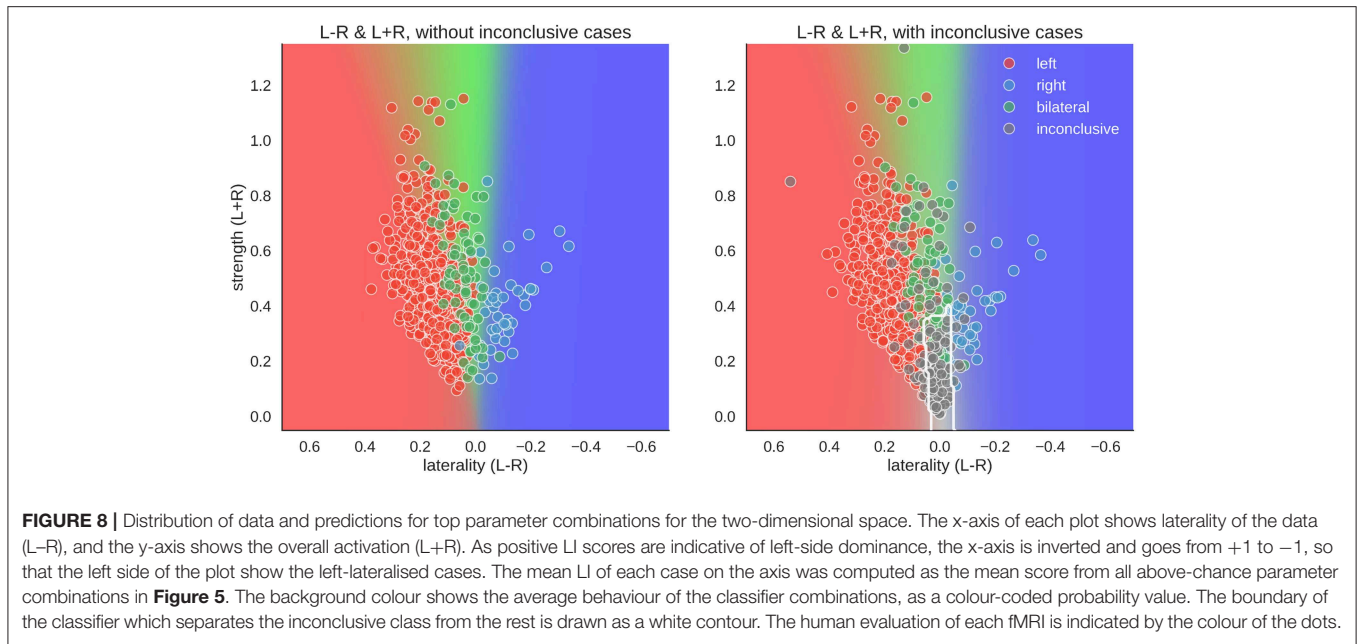 L-R & L+R, without inconclusive cases
strength (L+R)
1.2
1.0
0.8
0.6
0.4
0.2
0.0
0.6 0.4 0.2 0.0 −0.2 −0.4 −0.6
laterality (L-R)
L-R & L+R, with inconclusive cases
left
right
bilateral
inconclusive
1.2
1.0
0.8
0.6
0.4
0.2
0.0
0.6 0.4 0.2 0.0 −0.2 −0.4 −0.6
laterality (L-R)
FIGURE 8 | Distribution of data and predictions for top parameter combinations for the two-dimensional space. The x-axis of each plot shows laterality of the data
(L–R), and the y-axis shows the overall activation (L+R). As positive LI scores are indicative of left-side dominance, the x-axis is inverted and goes from +1 to −1, so
that the left side of the plot show the left-lateralised cases. The mean LI of each case on the axis was computed as the mean score from all above-chance parameter
combinations in Figure 5. The background colour shows the average behaviour of the classifier combinations, as a colour-coded probability value. The boundary of
the classifier which separates the inconclusive class from the rest is drawn as a white contour. The human evaluation of each fMRI is indicated by the colour of the dots.